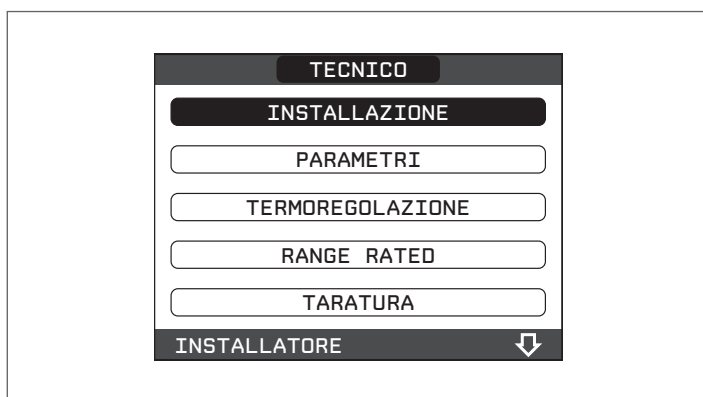 TECNICO
INSTALLAZIONE
PARAMETRI
TERMOREGOLAZIONE
RANGE RATED
TARATURA
INSTALLATORE